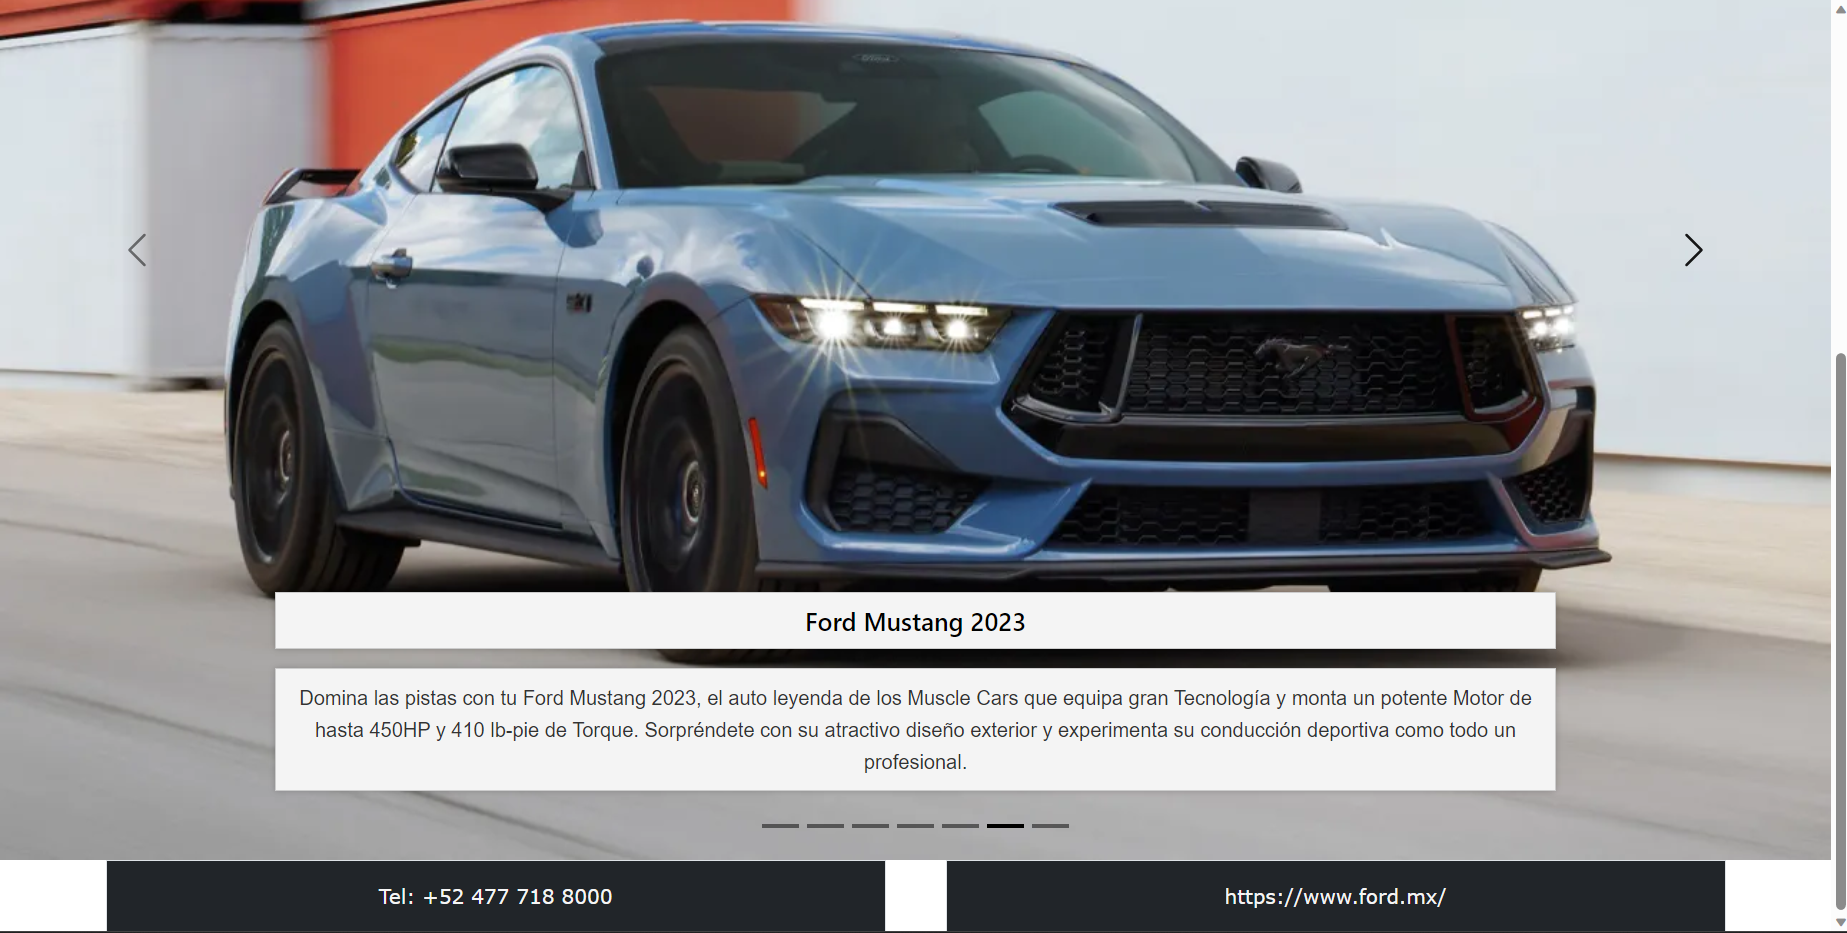 Ford Mustang 2023
Domina las pistas con tu Ford Mustang 2023, el auto leyenda de los Muscle Cars que equipa gran Tecnología y monta un potente Motor de
hasta 450HP y 410 lb-pie de Torque. Sorpréndete con su atractivo diseño exterior y experimenta su conducción deportiva como todo un
profesional.
Tel: +52 477 718 8000
https://www.ford.mx/